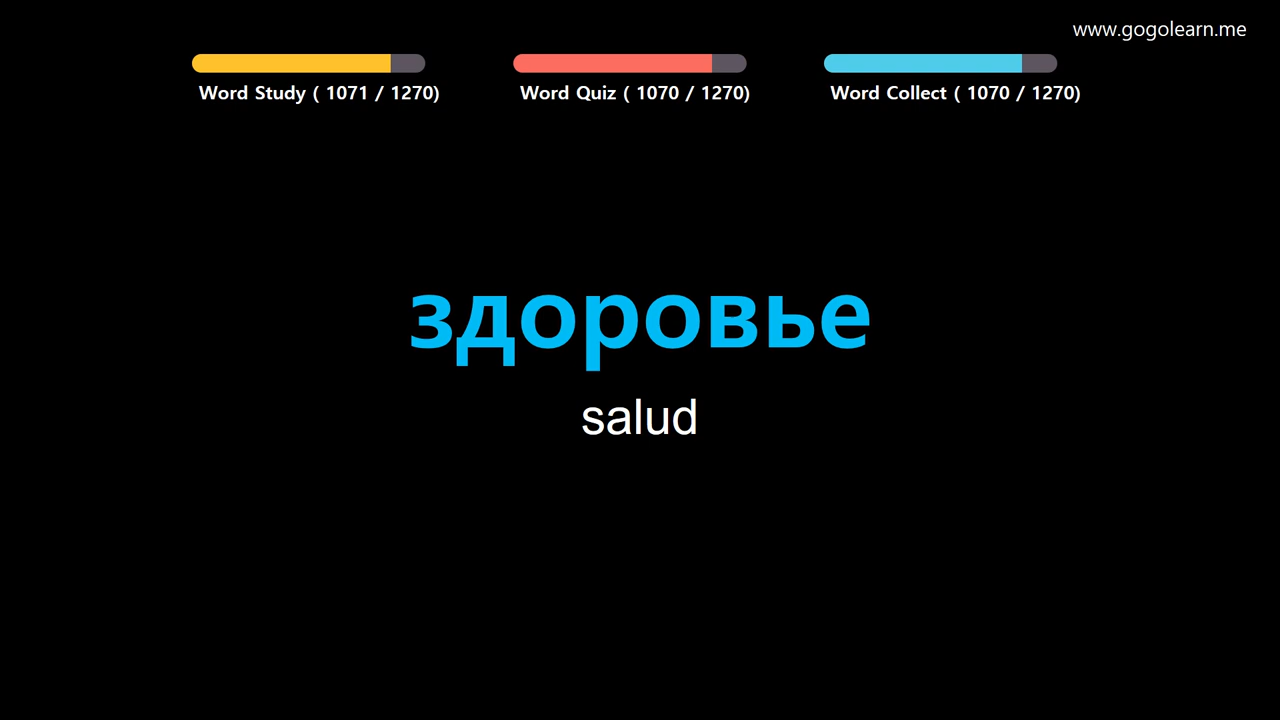 www.gogolearn.me
Word Study ( 1071 / 1270)
Word Quiz ( 1070 / 1270)
Word Collect ( 1070 / 1270)
здоровье
salud